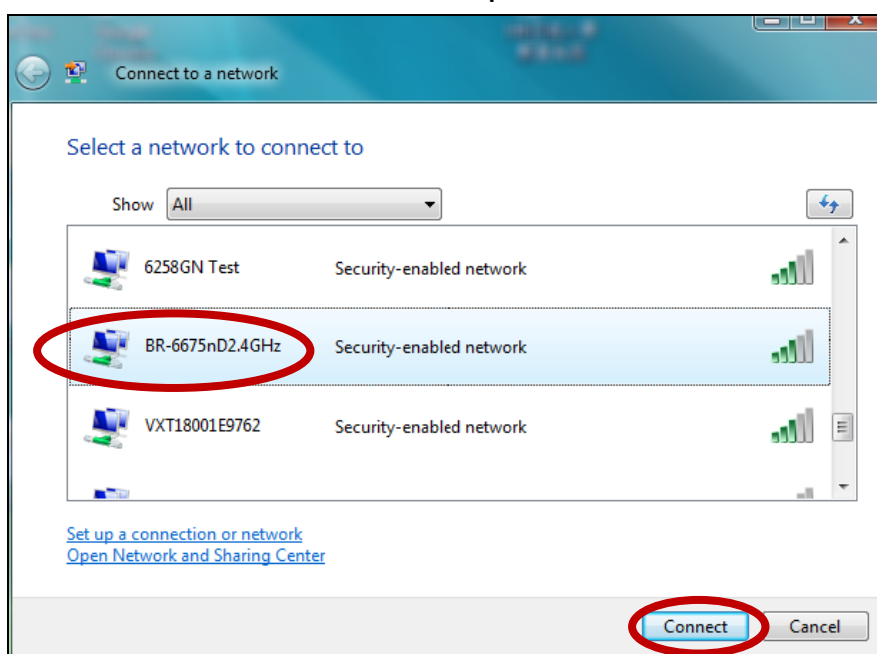 Connect to a network
Select a network to connect to
Show All
6258GN Test Security-enabled network
BR-6675nD2.4GHz Security-enabled network
VXT18001E9762 Security-enabled network
Set up a connection or network
Open Network and Sharing Center
Connect Cancel